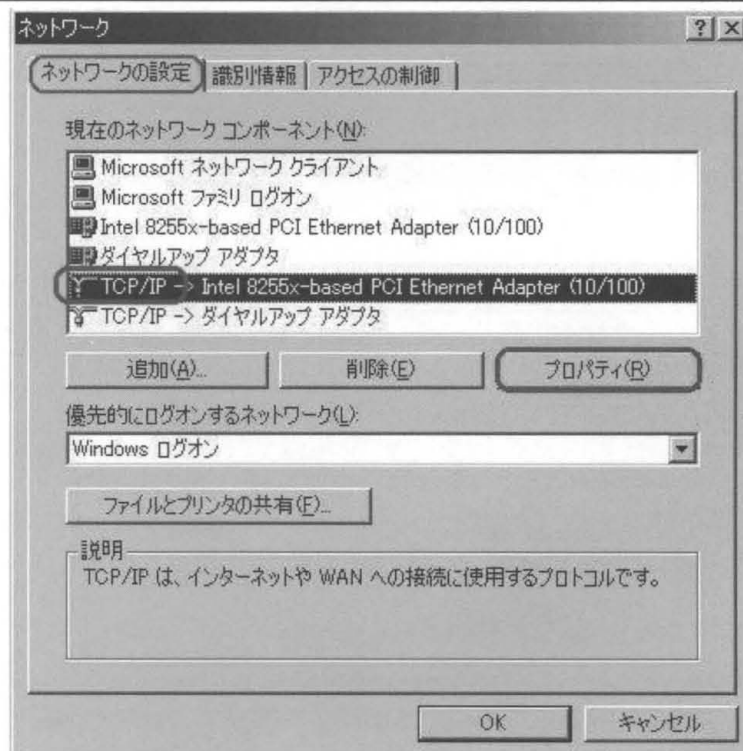 ネットワーク
ネットワークの設定 識別情報 アクセスの制御
現在のネットワーク コンポーネント(N):
Microsoft ネットワーク クライアント
Microsoft ファミリ ログオン
Intel 8255x-based PCI Ethernet Adapter (10/100)
ダイヤルアップ アダプタ
TCP/IP -> Intel 8255x-based PCI Ethernet Adapter (10/100)
TCP/IP -> ダイヤルアップ アダプタ
追加(A)... 削除(E) プロパティ(R)
優先的にログオンするネットワーク(L):
Windows ログオン
ファイルとプリンタの共有(F)...
説明
TCP/IP は、インターネットや WAN への接続に使用するプロトコルです。
OK キャンセル